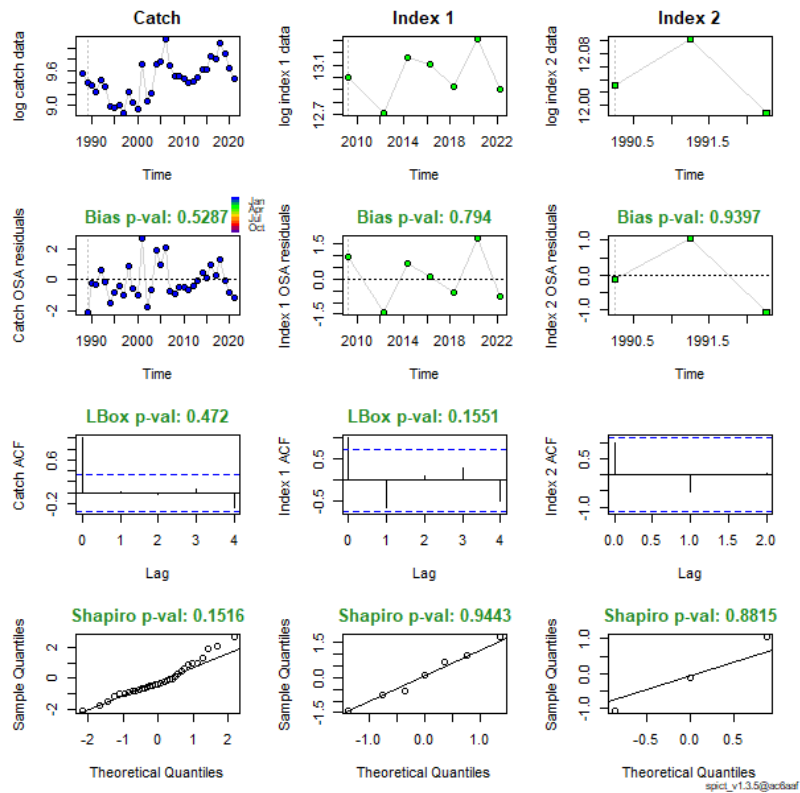 Catch
log catch data
9.0 9.6
1990 2000 2010 2020
Time
Index 1
log index 1 data
12.7 13.1
2010 2014 2018 2022
Time
Index 2
log index 2 data
12.00 12.08
1990.5 1991.5
Time
Bias p-val: 0.5287
Jan
Apr
Jul
Oct
Catch OSA residuals
-2 0 2
1990 2000 2010 2020
Time
Bias p-val: 0.794
Index 1 OSA residuals
-1.5 0.0 1.5
2010 2014 2018 2022
Time
Bias p-val: 0.9397
Index 2 OSA residuals
-1.0 0.0 1.0
1990.5 1991.5
Time
LBox p-val: 0.472
Catch ACF
-0.2 0.6
0 1 2 3 4
Lag
LBox p-val: 0.1551
Index 1 ACF
-0.5 0.5
0 1 2 3 4
Lag
Index 2 ACF
-1.0 0.5
0.0 0.5 1.0 1.5 2.0
Lag
Shapiro p-val: 0.1516
Sample Quantiles
-2 0 2
-2 -1 0 1 2
Theoretical Quantiles
Shapiro p-val: 0.9443
Sample Quantiles
-1.5 0.0 1.5
-1.0 0.0 1.0
Theoretical Quantiles
Shapiro p-val: 0.8815
Sample Quantiles
-1.0 0.0 1.0
-0.5 0.0 0.5
Theoretical Quantiles
spict_v1.3.5@ac6aaf